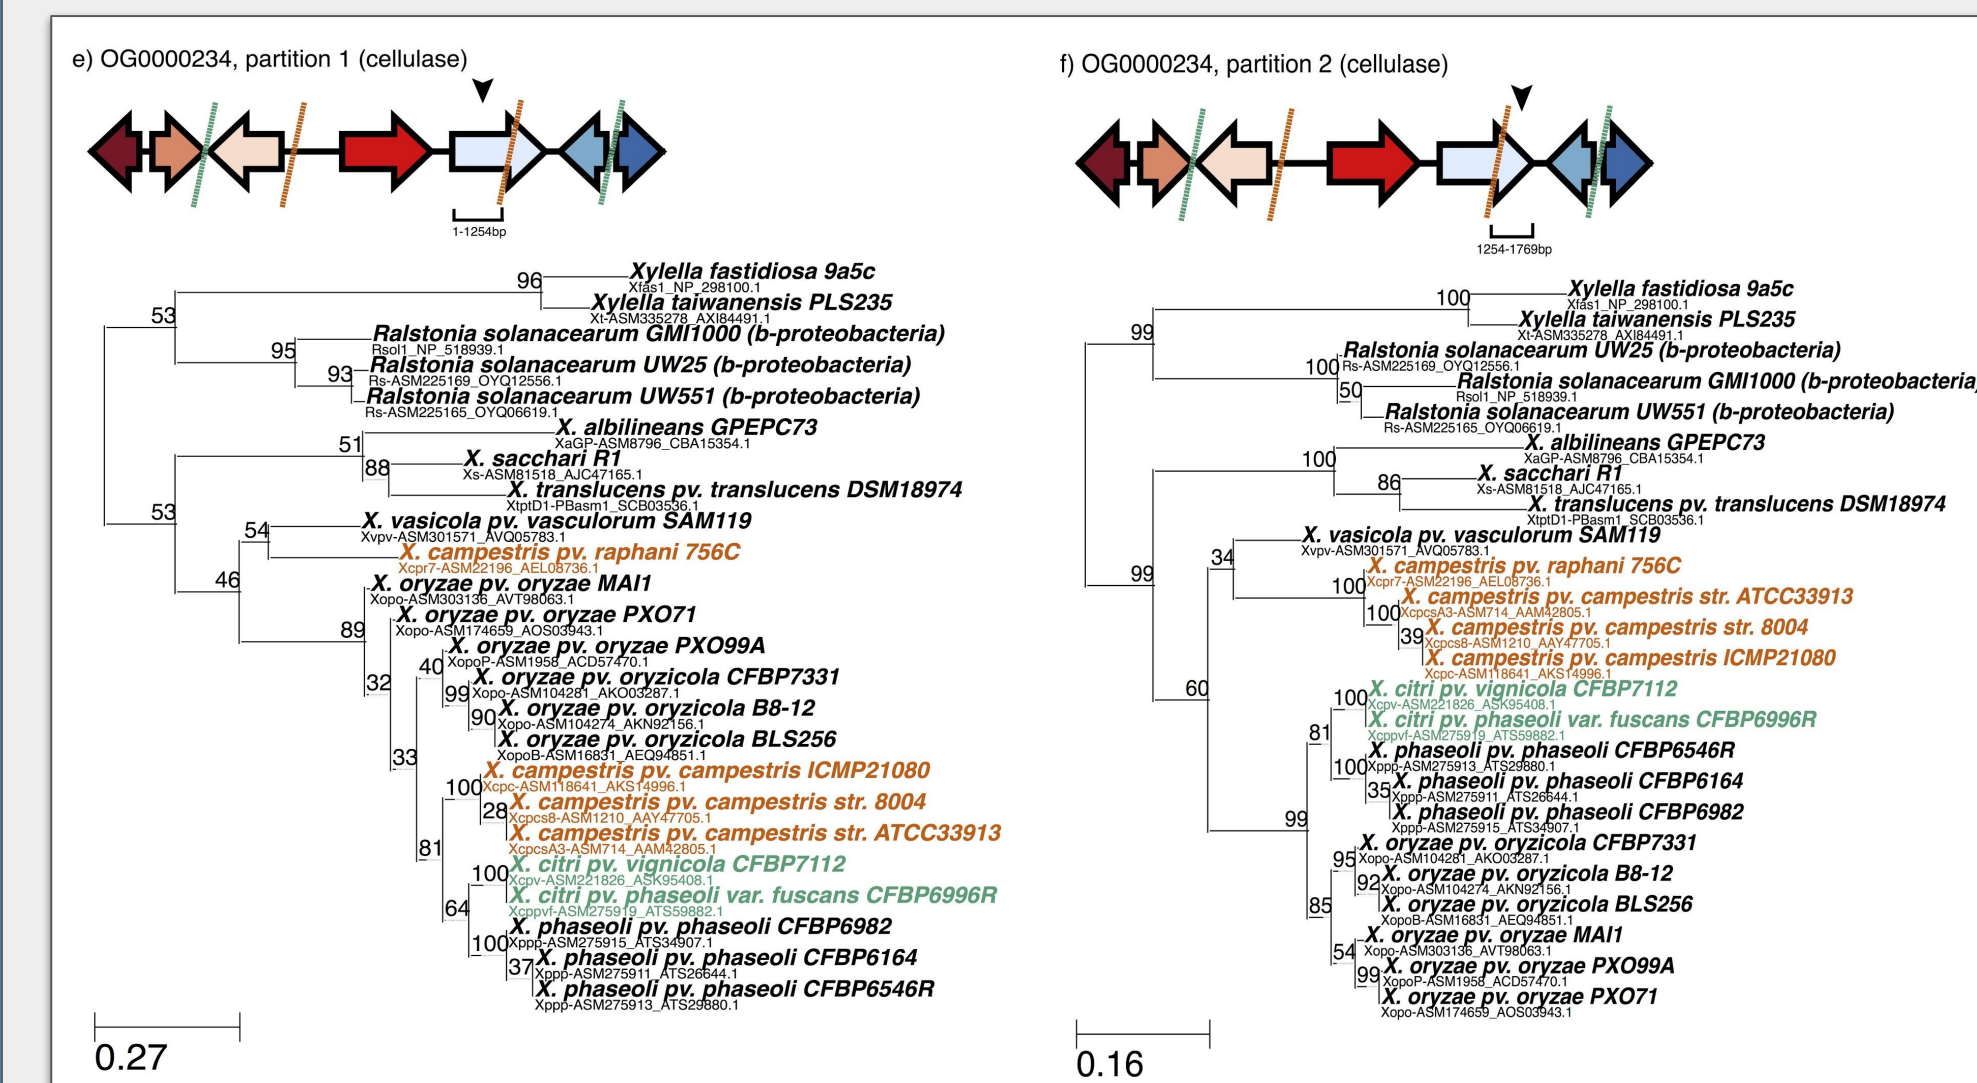 e) OG0000234, partition 1 (cellulase)
1-1254bp
96
Xylella fastidiosa 9a5c
Xfas1_NP_298100.1
Xylella taiwanensis PLS235
Xt-ASM335278_AXI84491.1
53
Ralstonia solanacearum GMI1000 (b-proteobacteria)
Rsol1_NP_518939.1
95
Ralstonia solanacearum UW25 (b-proteobacteria)
Rs-ASM225169_OYQ12556.1
93
Ralstonia solanacearum UW551 (b-proteobacteria)
Rs-ASM225165_OYQ06619.1
X. albilineans GPEPC73
XaGP-ASM8796_CBA15354.1
51
X. sacchari R1
Xs-ASM81518_AJC47165.1
88
X. translucens pv. translucens DSM18974
XtptD1-PBasm1_SCB03536.1
53
X. vasicola pv. vasculorum SAM119
Xvpv-ASM301571_AVQ05783.1
54
X. campestris pv. raphani 756C
Xcpr7-ASM22196_AEL08736.1
46
X. oryzae pv. oryzae MAI1
Xopo-ASM303136_AVT98063.1
89
X. oryzae pv. oryzae PXO71
Xopo-ASM174659_AOS03943.1
32
X. oryzae pv. oryzae PXO99A
XopoP-ASM1958_ACD57470.1
40
X. oryzae pv. oryzicola CFBP7331
Xopo-ASM104281_AKO03287.1
99
X. oryzae pv. oryzicola B8-12
Xopo-ASM104274_AKN92156.1
90
X. oryzae pv. oryzicola BLS256
XopoB-ASM16831_AEQ94851.1
33
X. campestris pv. campestris ICMP21080
Xcpc-ASM118641_AKS14996.1
100
X. campestris pv. campestris str. 8004
Xcpcs8-ASM1210_AAY47705.1
28
X. campestris pv. campestris str. ATCC33913
XcpcsA3-ASM714_AAM42805.1
81
X. citri pv. vignicola CFBP7112
Xcpv-ASM221826_ASK95408.1
100
X. citri pv. phaseoli var. fuscans CFBP6996R
Xcppvf-ASM275919_ATS59882.1
64
X. phaseoli pv. phaseoli CFBP6982
Xppp-ASM275915_ATS34907.1
100
X. phaseoli pv. phaseoli CFBP6164
Xppp-ASM275911_ATS26644.1
37
X. phaseoli pv. phaseoli CFBP6546R
Xppp-ASM275913_ATS29880.1
0.27
f) OG0000234, partition 2 (cellulase)
1254-1769bp
100
Xylella fastidiosa 9a5c
Xfas1_NP_298100.1
Xylella taiwanensis PLS235
Xt-ASM335278_AXI84491.1
99
Ralstonia solanacearum UW25 (b-proteobacteria)
Rs-ASM225169_OYQ12556.1
100
Ralstonia solanacearum GMI1000 (b-proteobacteria
Rsol1_NP_518939.1
50
Ralstonia solanacearum UW551 (b-proteobacteria)
Rs-ASM225165_OYQ06619.1
X. albilineans GPEPC73
XaGP-ASM8796_CBA15354.1
100
X. sacchari R1
Xs-ASM81518_AJC47165.1
86
X. translucens pv. translucens DSM18974
XtptD1-PBasm1_SCB03536.1
99
X. vasicola pv. vasculorum SAM119
Xvpv-ASM301571_AVQ05783.1
34
X. campestris pv. raphani 756C
Xcpr7-ASM22196_AEL08736.1
100
X. campestris pv. campestris str. ATCC33913
XcpcsA3-ASM714_AAM42805.1
100
X. campestris pv. campestris str. 8004
Xcpcs8-ASM1210_AAY47705.1
39
X. campestris pv. campestris ICMP21080
Xcpc-ASM118641_AKS14996.1
60
X. citri pv. vignicola CFBP7112
Xcpv-ASM221826_ASK95408.1
100
X. citri pv. phaseoli var. fuscans CFBP6996R
Xcppvf-ASM275919_ATS59882.1
81
X. phaseoli pv. phaseoli CFBP6546R
Xppp-ASM275913_ATS29880.1
100
X. phaseoli pv. phaseoli CFBP6164
Xppp-ASM275911_ATS26644.1
35
X. phaseoli pv. phaseoli CFBP6982
Xppp-ASM275915_ATS34907.1
99
X. oryzae pv. oryzicola CFBP7331
Xopo-ASM104281_AKO03287.1
95
X. oryzae pv. oryzicola B8-12
Xopo-ASM104274_AKN92156.1
92
X. oryzae pv. oryzicola BLS256
XopoB-ASM16831_AEQ94851.1
85
X. oryzae pv. oryzae MAI1
Xopo-ASM303136_AVT98063.1
54
X. oryzae pv. oryzae PXO99A
XopoP-ASM1958_ACD57470.1
99
X. oryzae pv. oryzae PXO71
Xopo-ASM174659_AOS03943.1
0.16